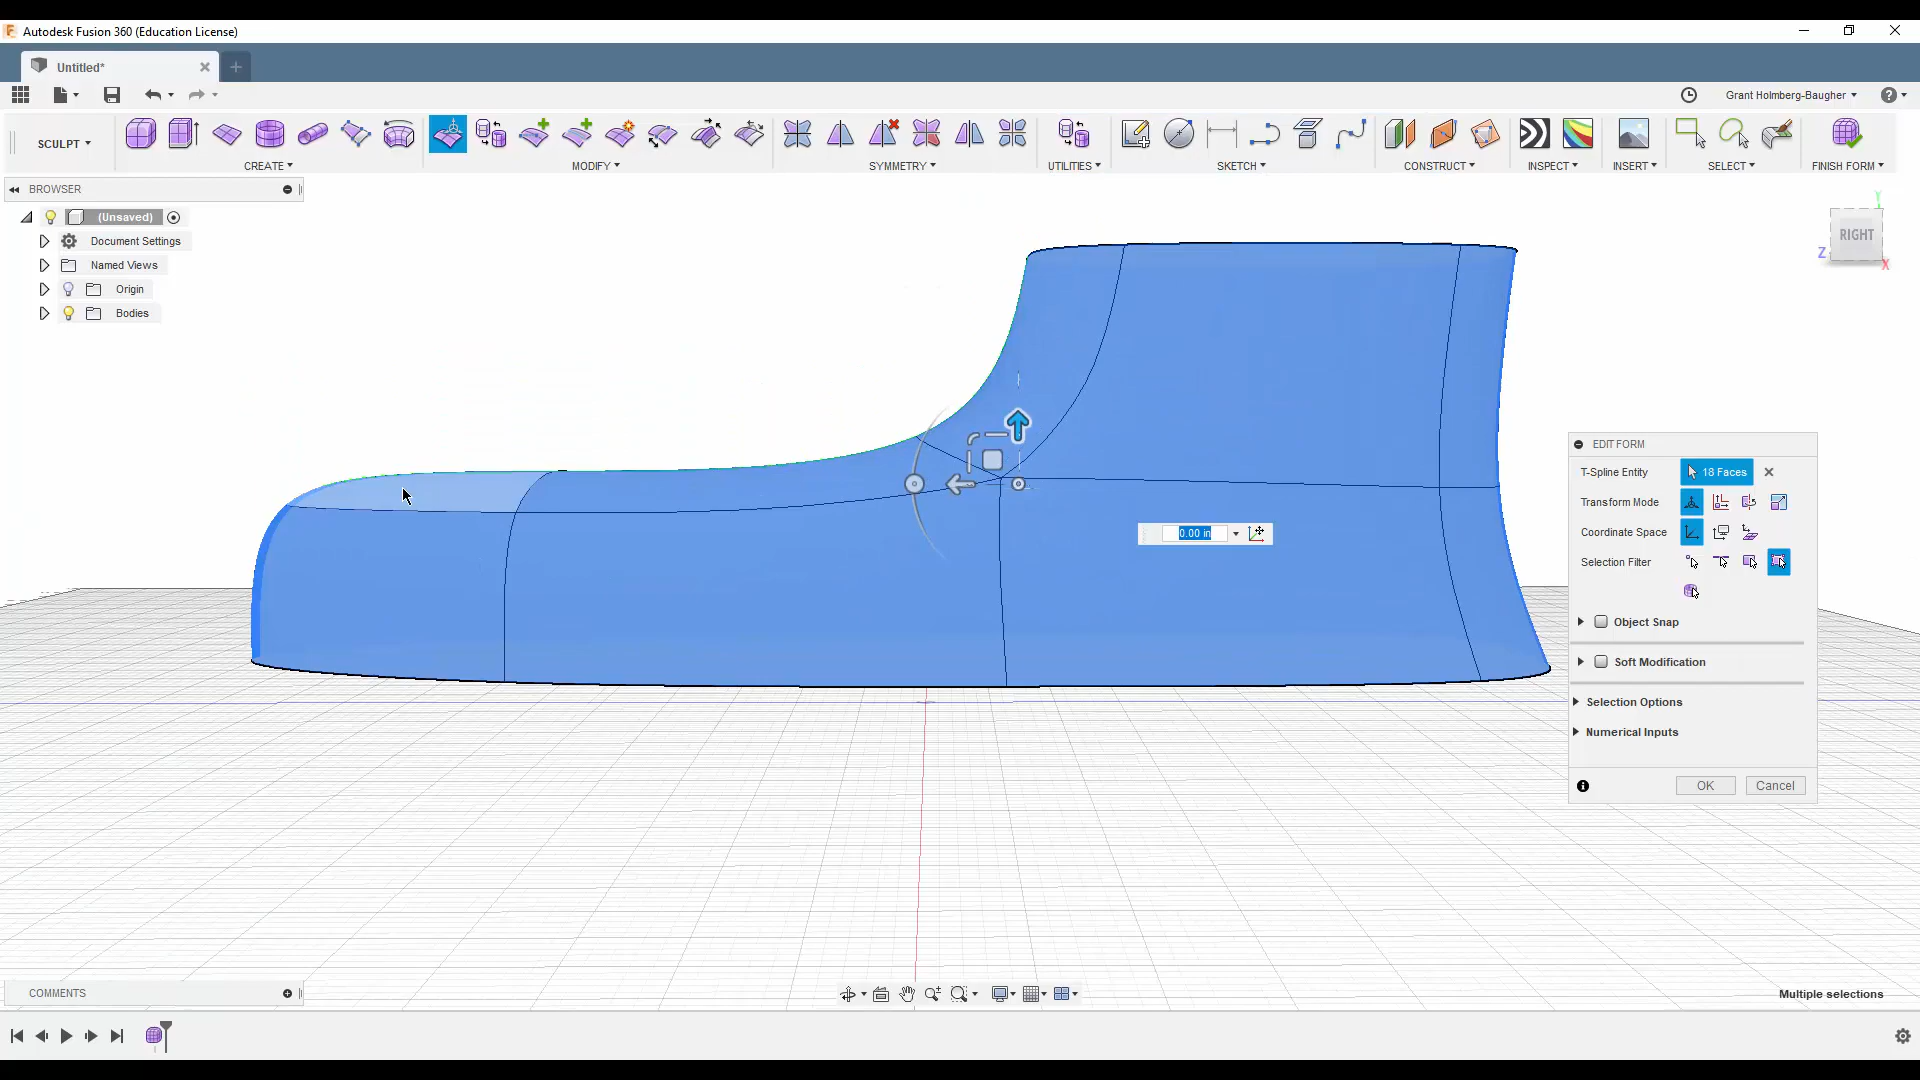 Autodesk Fusion 360 (Education License)
Untitled*
Grant Holmberg-Baugher
SCULPT
CREATE
MODIFY
SYMMETRY
UTILITIES
SKETCH
CONSTRUCT
INSPECT
INSERT
SELECT
FINISH FORM
BROWSER
(Unsaved)
Document Settings
Named Views
Origin
Bodies
Y
RIGHT
Z
X
0.00 in
EDIT FORM
T-Spline Entity
18 Faces
Transform Mode
Coordinate Space
Selection Filter
Object Snap
Soft Modification
Selection Options
Numerical Inputs
OK
Cancel
COMMENTS
Multiple selections